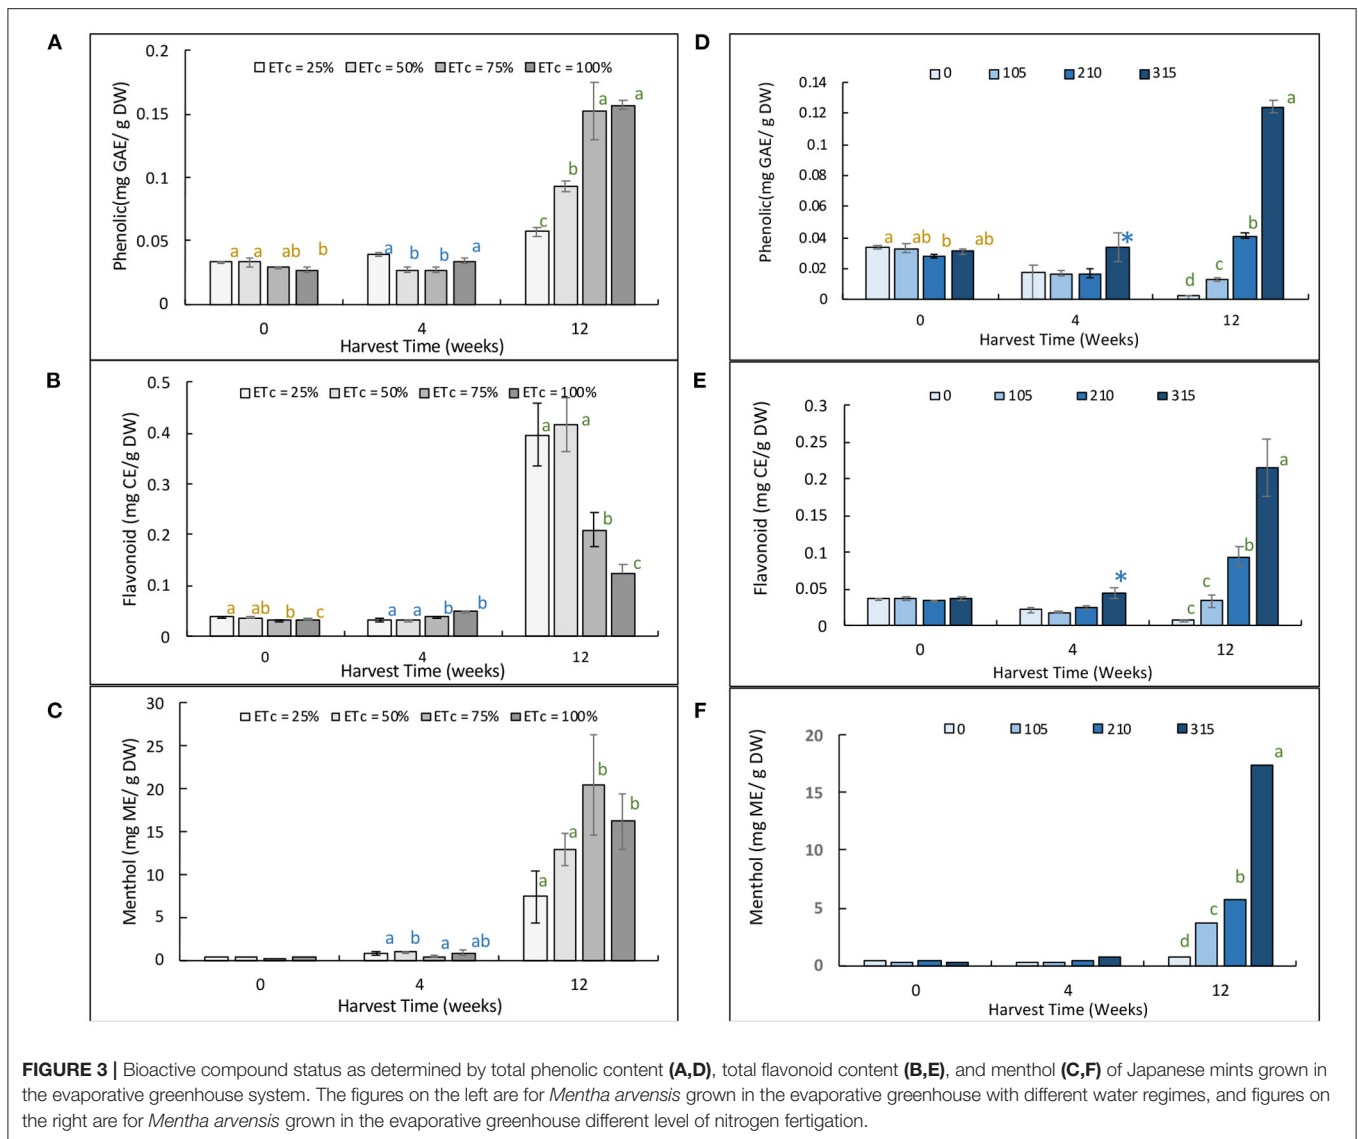 A
0.2
ETc = 25% ETc = 50% ETc = 75% ETc = 100%
0.15
0.1
0.05
0
Phenolic(mg GAE/ g DW)
a a ab b
a b b a
c b a a
0 4 12
Harvest Time (weeks)
B
0.5
ETc = 25% ETc = 50% ETc = 75% ETc = 100%
0.4
0.3
0.2
0.1
0
Flavonoid (mg CE/g DW)
a ab b c
a a b b
a a b c
0 4 12
Harvest Time (weeks)
C
30
ETc = 25% ETc = 50% ETc = 75% ETc = 100%
25
20
15
10
5
0
Menthol (mg ME/ g DW)
a b a ab
a a b b
0 4 12
Harvest Time (weeks)
D
0 105 210 315
0.14
0.12
0.1
0.08
0.06
0.04
0.02
0
Phenolic(mg GAE/ g DW)
a ab b ab
*
d c b a
0 4 12
Harvest Time (Weeks)
E
0 105 210 315
0.3
0.25
0.2
0.15
0.1
0.05
0
Flavonoid (mg CE/g DW)
*
c c b a
0 4 12
Harvest Time (Weeks)
F
0 105 210 315
20
15
10
5
0
Menthol (mg ME/ g DW)
d c b a
0 4 12
Harvest Time (Weeks)
FIGURE 3 | Bioactive compound status as determined by total phenolic content (A,D), total flavonoid content (B,E), and menthol (C,F) of Japanese mints grown in
the evaporative greenhouse system. The figures on the left are for Mentha arvensis grown in the evaporative greenhouse with different water regimes, and figures on
the right are for Mentha arvensis grown in the evaporative greenhouse different level of nitrogen fertigation.